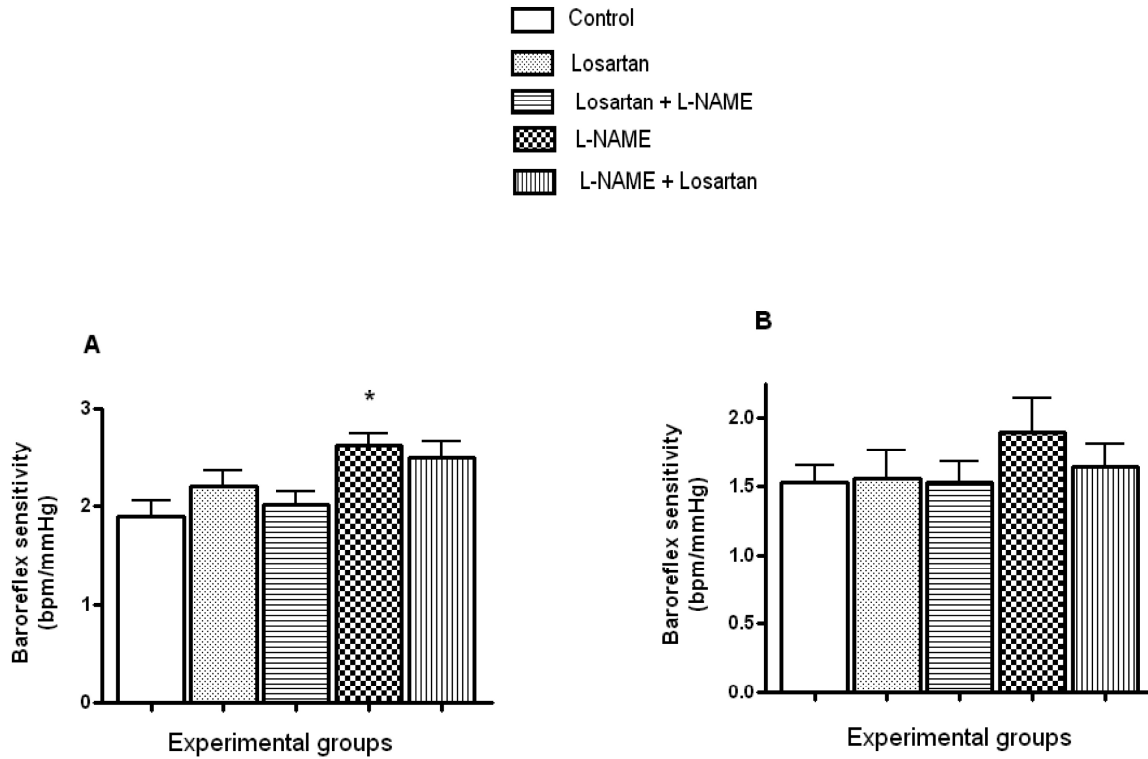 Control
Losartan
Losartan + L-NAME
L-NAME
L-NAME + Losartan
A
*
Baroreflex sensitivity
(bpm/mmHg)
3
2
1
0
Experimental groups
B
Baroreflex sensitivity
(bpm/mmHg)
2.0
1.5
1.0
0.5
0.0
Experimental groups